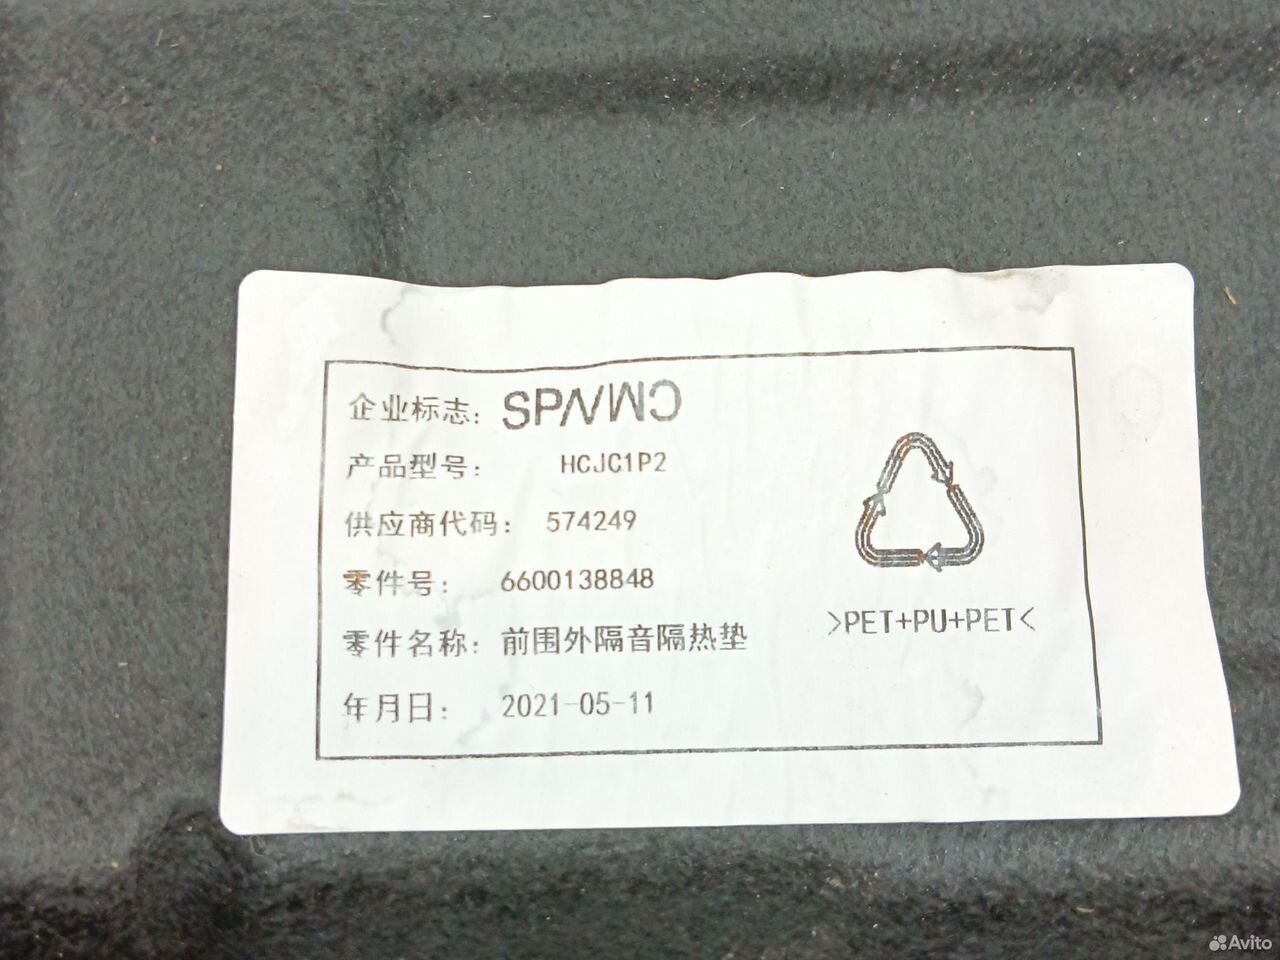 企业标志：
产品型号： HCJC1P2
供应商代码： 574249
零件号： 6600138848
零件名称：前围外隔音隔热垫
年月日： 2021-05-11
>PET+PU+PET<
Avito